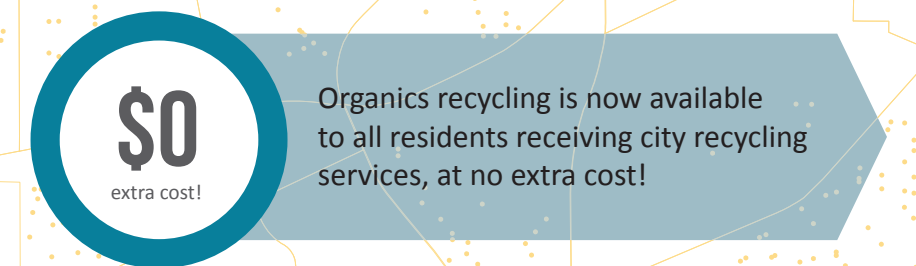 $0
extra cost!
Organics recycling is now available
to all residents receiving city recycling
services, at no extra cost!